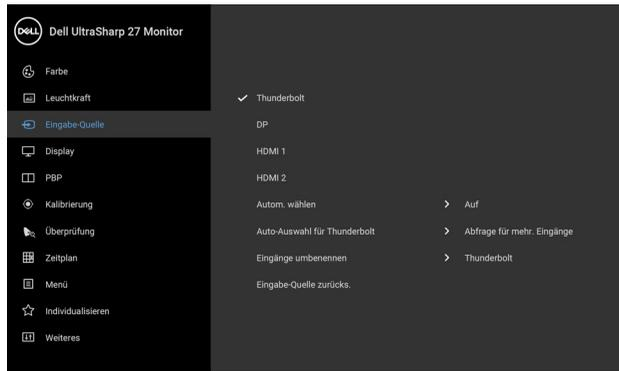 DELL Dell UltraSharp 27 Monitor
Farbe
Leuchtkraft
Eingabe-Quelle
Display
PBP
Kalibrierung
Überprüfung
Zeitplan
Menü
Individualisieren
Weiteres
Thunderbolt
DP
HDMI 1
HDMI 2
Autom. wählen Auf
Auto-Auswahl für Thunderbolt Abfrage für mehr. Eingänge
Eingänge umbenennen Thunderbolt
Eingabe-Quelle zurücks.